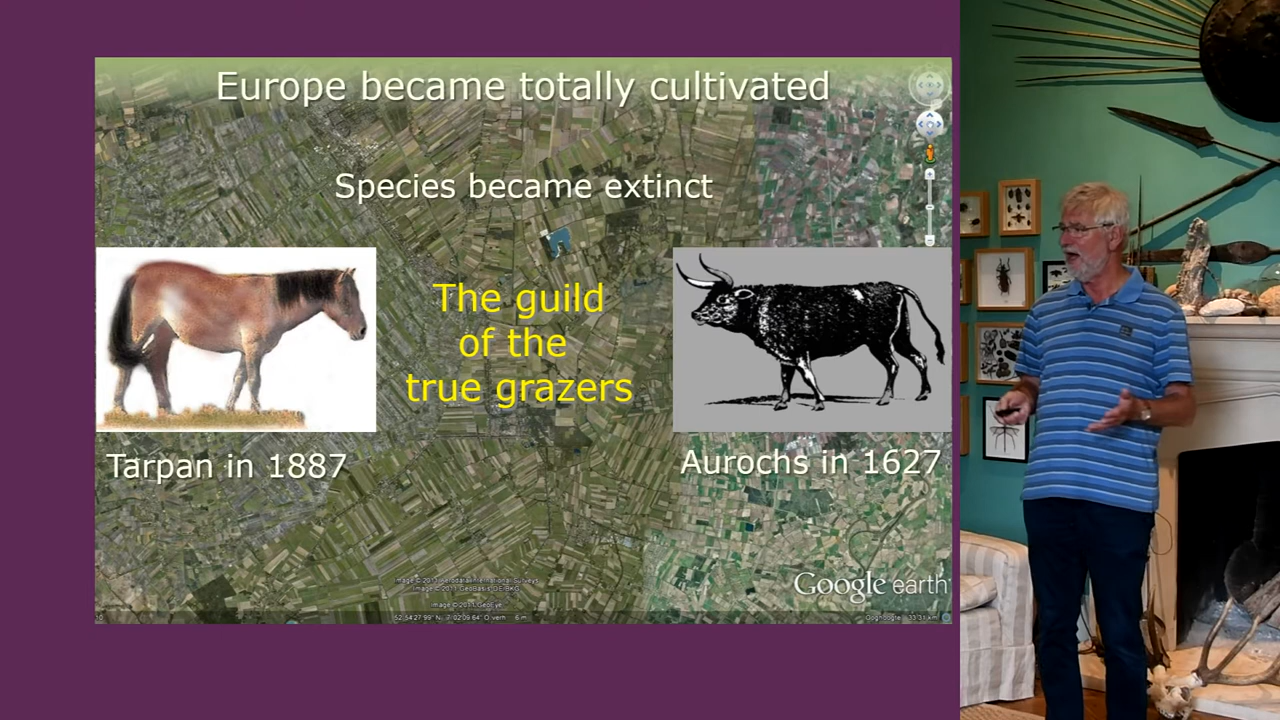 Europe became totally cultivated
Species became extinct
The guild
of the
true grazers
Tarpan in 1887
Aurochs in 1627
Google earth